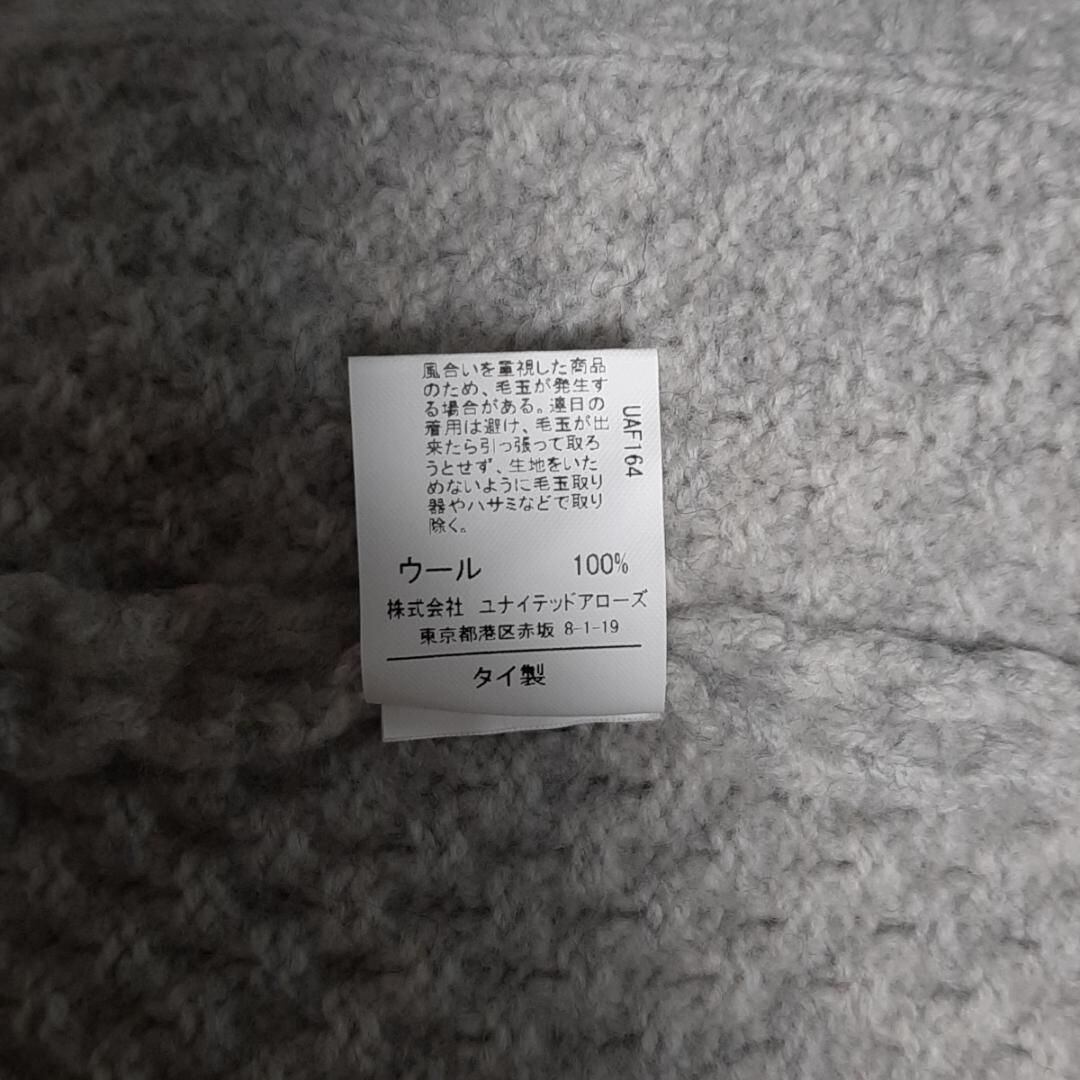 風合いを重視した商品
のため、毛玉が発生す
る場合がある。連日の
着用は避け、毛玉が出
来たら引っ張って取ろ
うとせず、生地をいた
めないように毛玉取り
器やハサミなどで取り
除く。
UAF164
ウール 100%
株式会社 ユナイテッドアローズ
東京都港区赤坂 8-1-19
タイ製